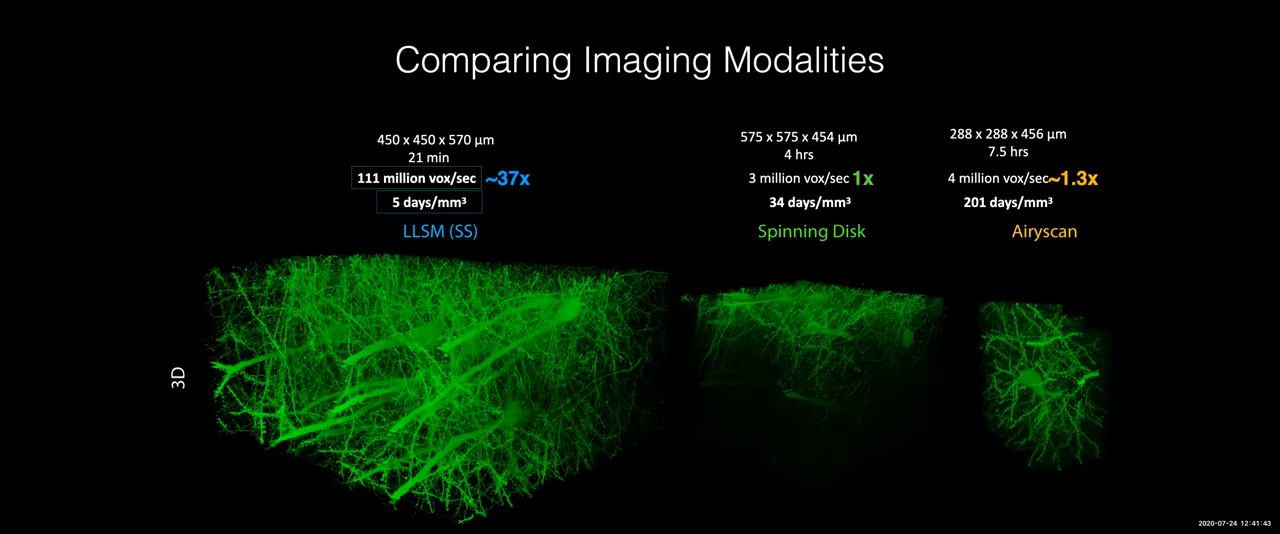 Comparing Imaging Modalities
450 x 450 x 570 µm
21 min
111 million vox/sec ~37x
5 days/mm³
LLSM (SS)
575 x 575 x 454 µm
4 hrs
3 million vox/sec 1x
34 days/mm³
Spinning Disk
288 x 288 x 456 µm
7.5 hrs
4 million vox/sec~1.3x
201 days/mm³
Airyscan
3D
2020-07-24 12:41:43